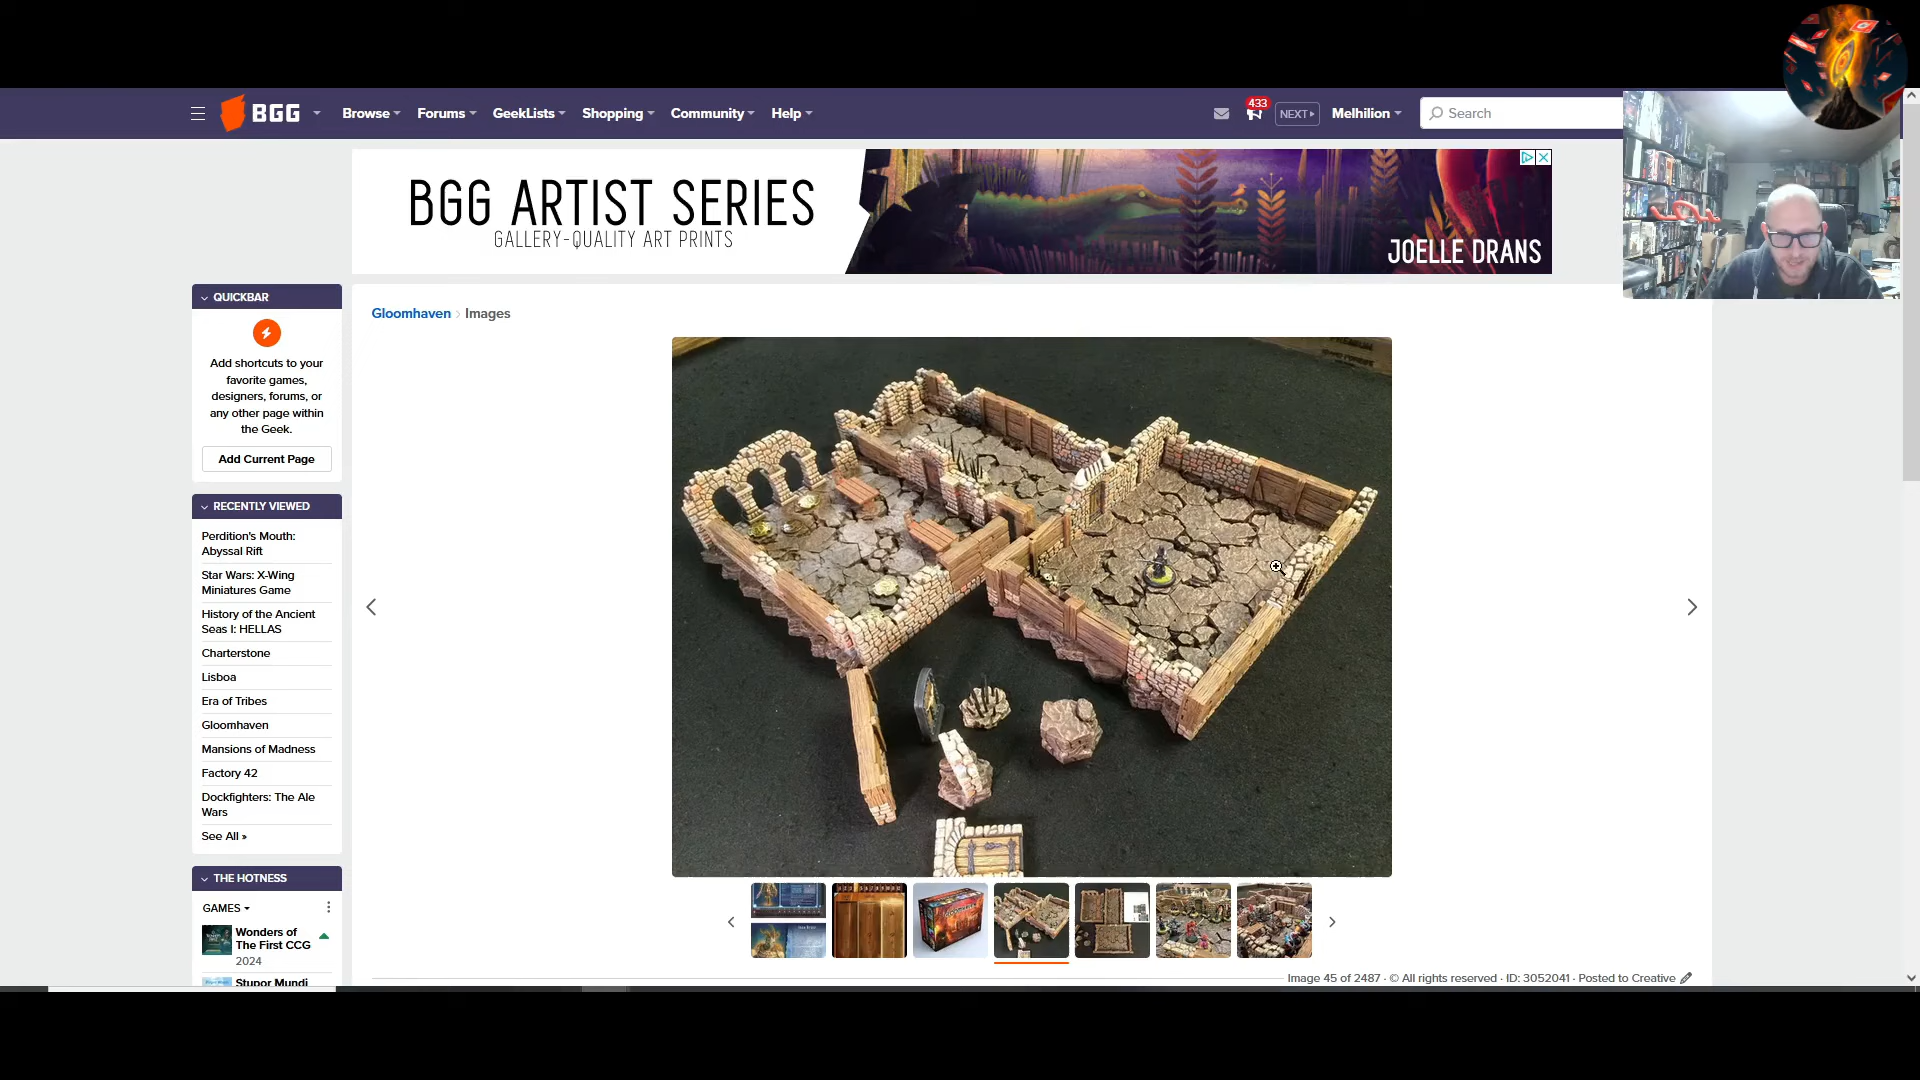 BGG
Browse
Forums
GeekLists
Shopping
Community
Help
433
NEXT
Melhilion
Search
BGG ARTIST SERIES
GALLERY-QUALITY ART PRINTS
JOELLE DRANS
QUICKBAR
Add shortcuts to your
favorite games,
designers, forums, or
any other page within
the Geek.
Add Current Page
RECENTLY VIEWED
Perdition's Mouth:
Abyssal Rift
Star Wars: X-Wing
Miniatures Game
History of the Ancient
Seas I: HELLAS
Charterstone
Lisboa
Era of Tribes
Gloomhaven
Mansions of Madness
Factory 42
Dockfighters: The Ale
Wars
See All »
THE HOTNESS
GAMES
Wonders of
The First CCG
2024
Stupor Mundi
Gloomhaven › Images
PREMIUM
Image 45 of 2487 · © All rights reserved · ID: 3052041 · Posted to Creative